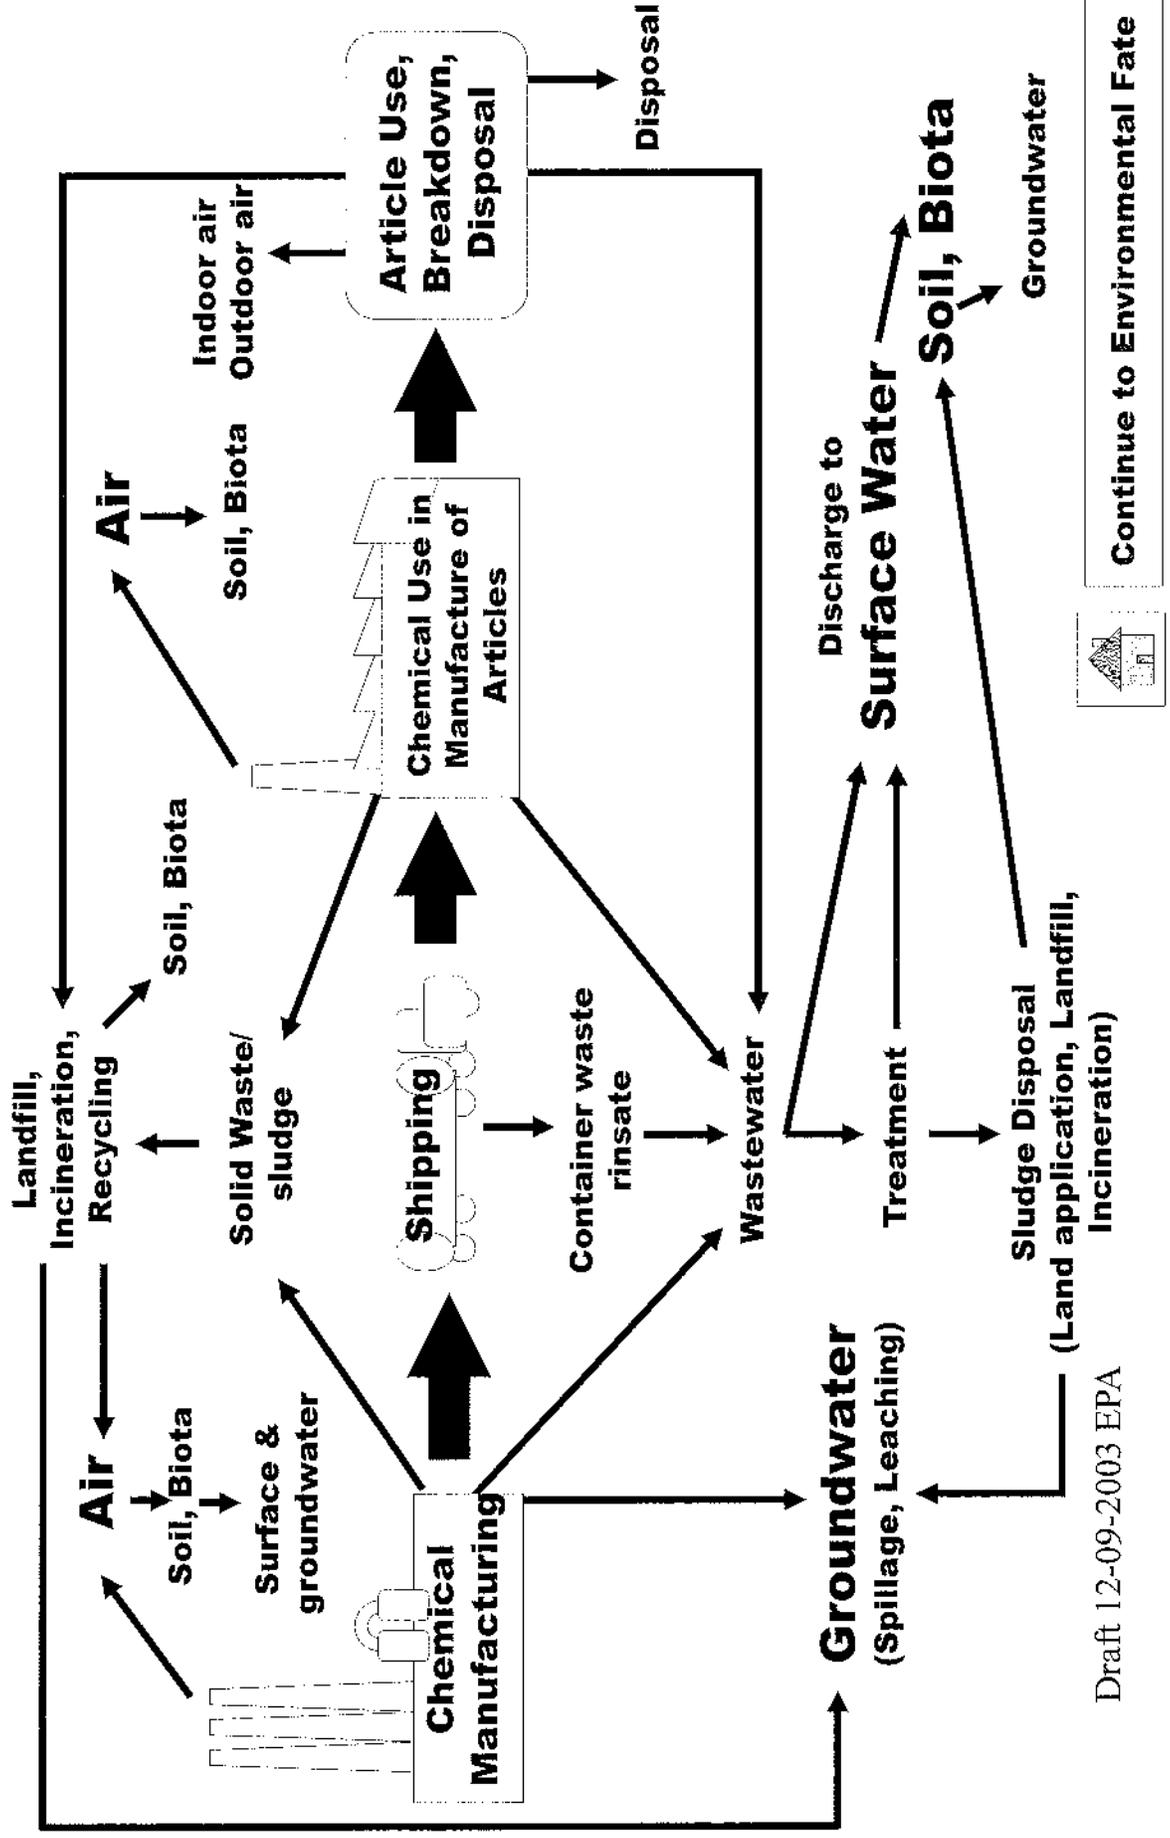 Landfill,
Incineration,
Recycling
Air
Soil, Biota
Surface &
groundwater
Soil, Biota
Air
Soil, Biota
Indoor air
Outdoor air
Solid Waste/
sludge
Chemical
Manufacturing
Shipping
Chemical Use in
Manufacture of
Articles
Article Use,
Breakdown,
Disposal
Container waste
rinsate
Disposal
Wastewater
Groundwater
(Spillage, Leaching)
Treatment
Discharge to
Surface Water
Soil, Biota
Groundwater
Sludge Disposal
(Land application, Landfill,
Incineration)
Draft 12-09-2003 EPA
Continue to Environmental Fate